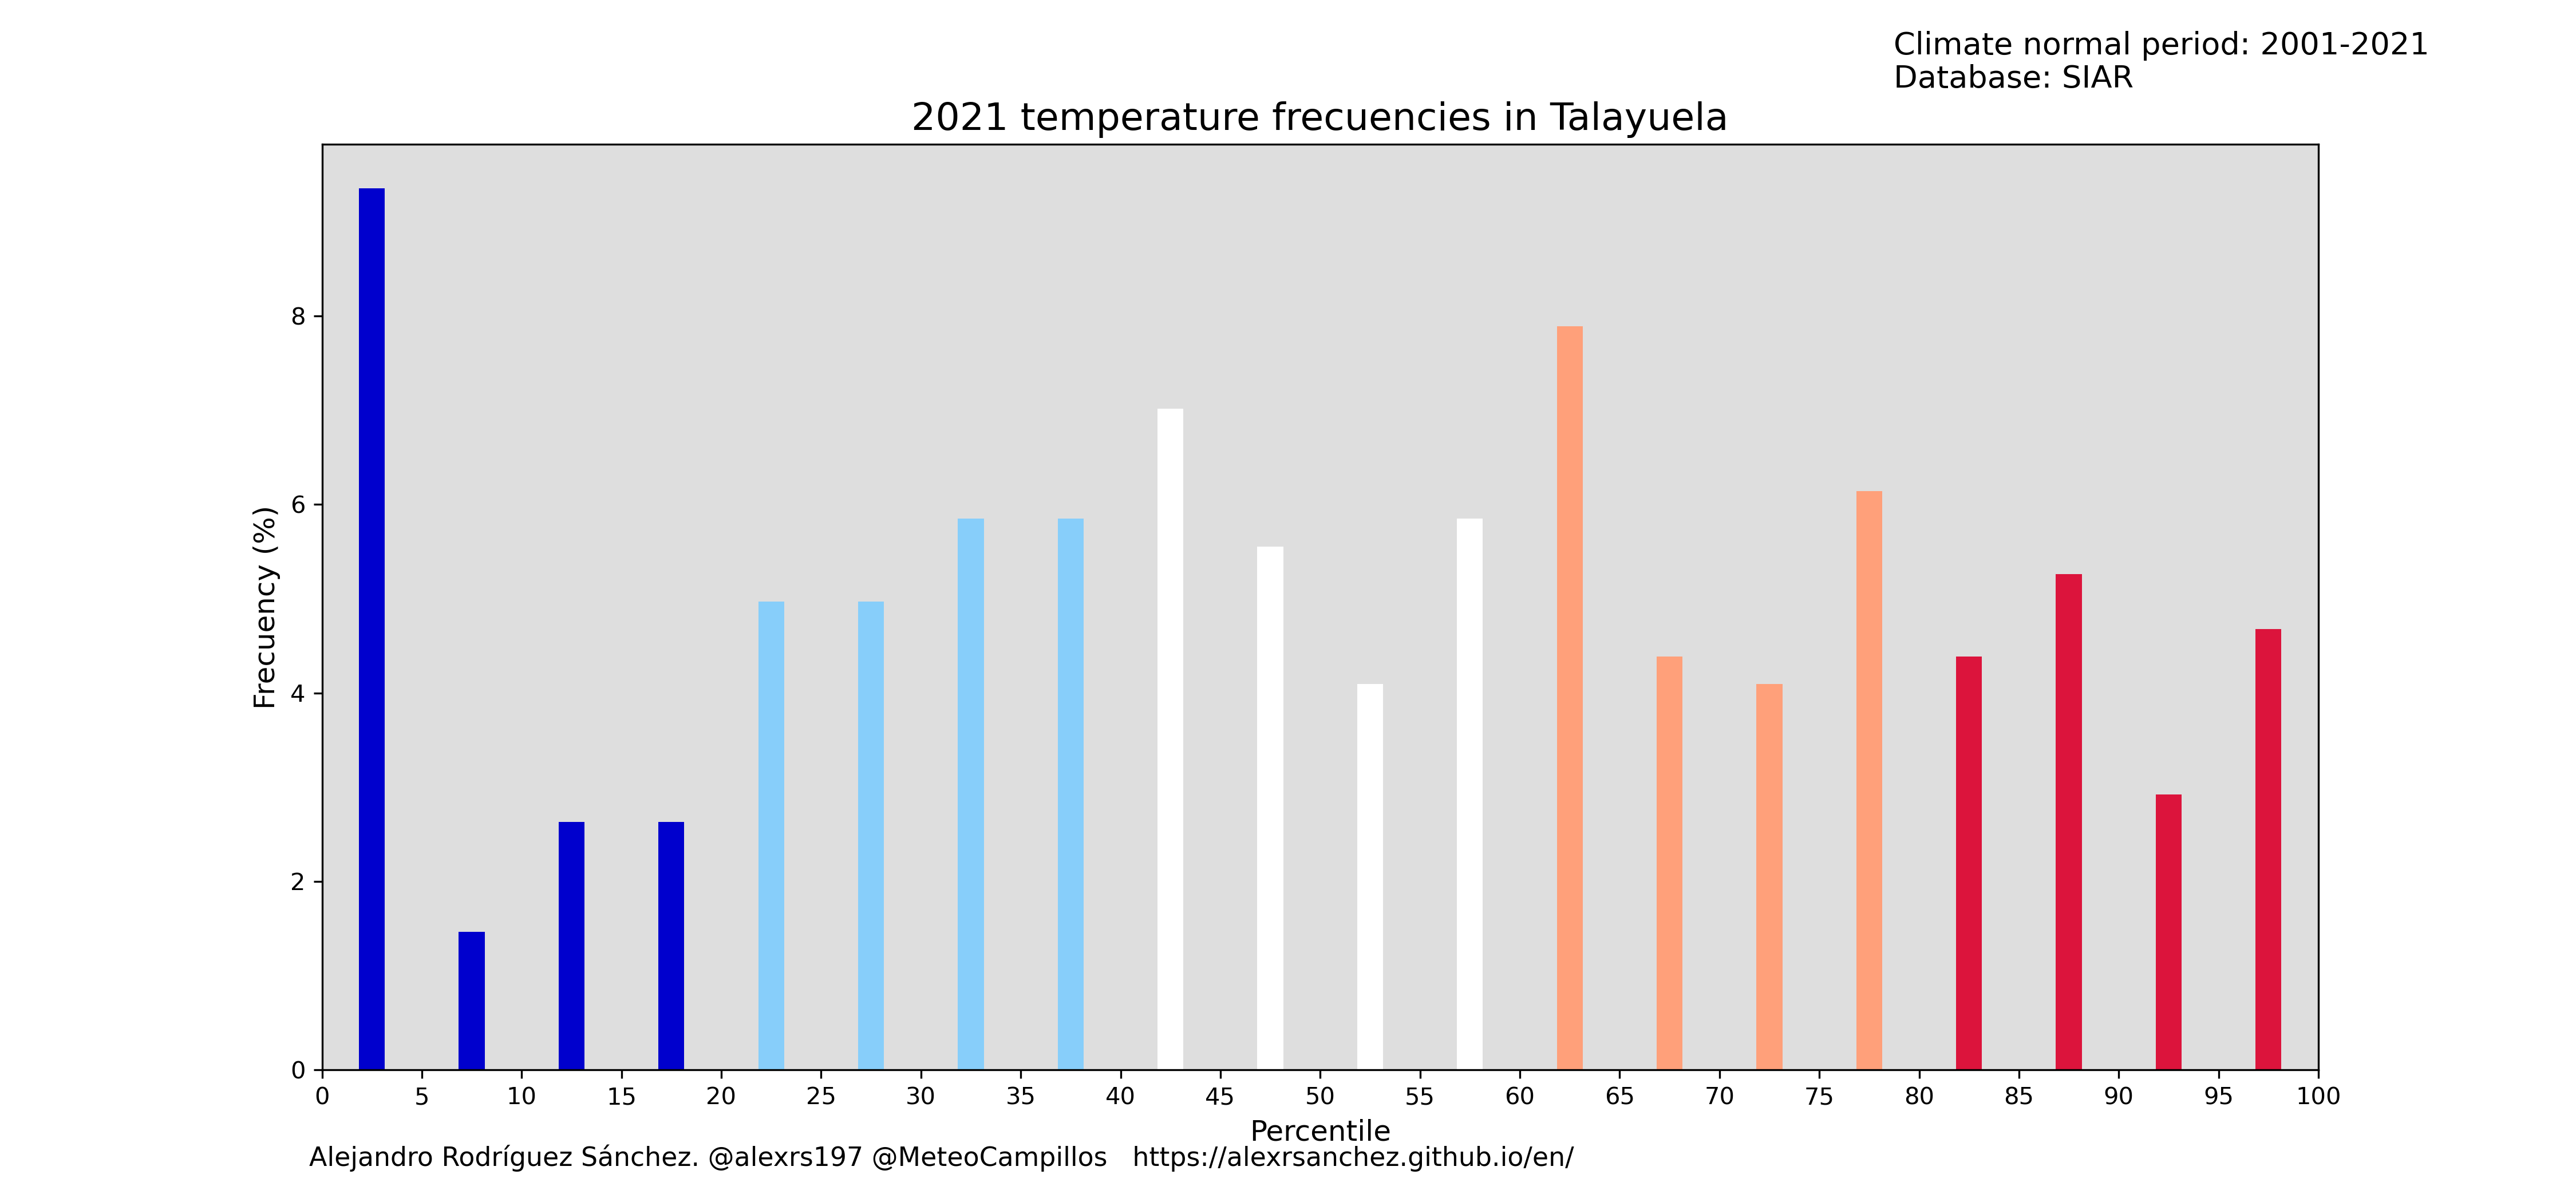 Climate normal period: 2001-2021
Database: SIAR
2021 temperature frecuencies in Talayuela
Frecuency (%)
8
6
4
2
0
0 5 10 15 20 25 30 35 40 45 50 55 60 65 70 75 80 85 90 95 100
Percentile
Alejandro Rodríguez Sánchez. @alexrs197 @MeteoCampillos https://alexrsanchez.github.io/en/